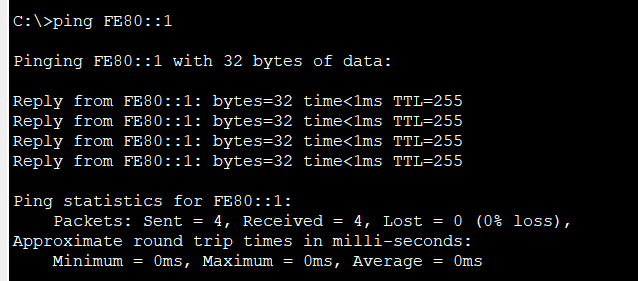 C:\>ping FE80::1
Pinging FE80::1 with 32 bytes of data:
Reply from FE80::1: bytes=32 time<1ms TTL=255
Reply from FE80::1: bytes=32 time<1ms TTL=255
Reply from FE80::1: bytes=32 time<1ms TTL=255
Reply from FE80::1: bytes=32 time<1ms TTL=255
Ping statistics for FE80::1:
    Packets: Sent = 4, Received = 4, Lost = 0 (0% loss),
Approximate round trip times in milli-seconds:
    Minimum = 0ms, Maximum = 0ms, Average = 0ms